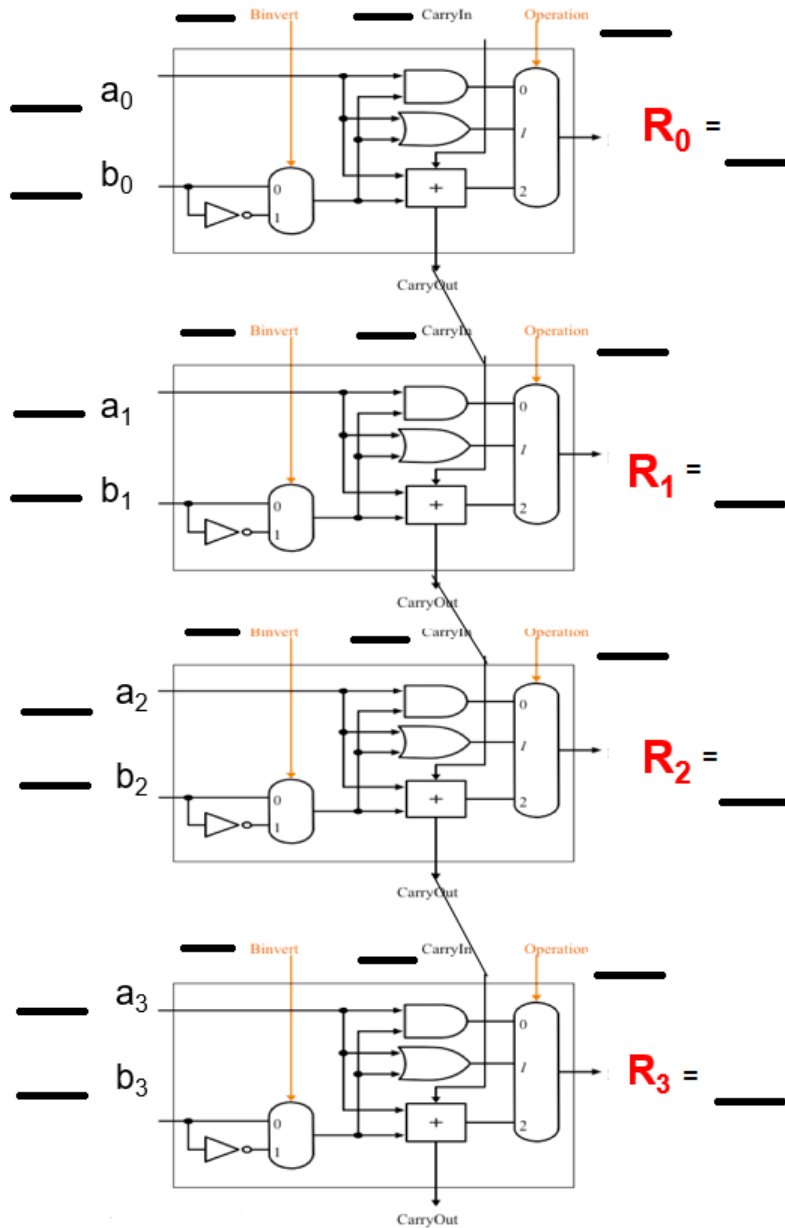 Binvert CarryIn Operation
a0
0
1
R0 =
b0
0
1
+
2
CarryOut
Binvert CarryIn Operation
a1
0
1
R1 =
b1
0
1
+
2
CarryOut
Binvert CarryIn Operation
a2
0
1
R2 =
b2
0
1
+
2
CarryOut
Binvert CarryIn Operation
a3
0
1
R3 =
b3
0
1
+
2
CarryOut